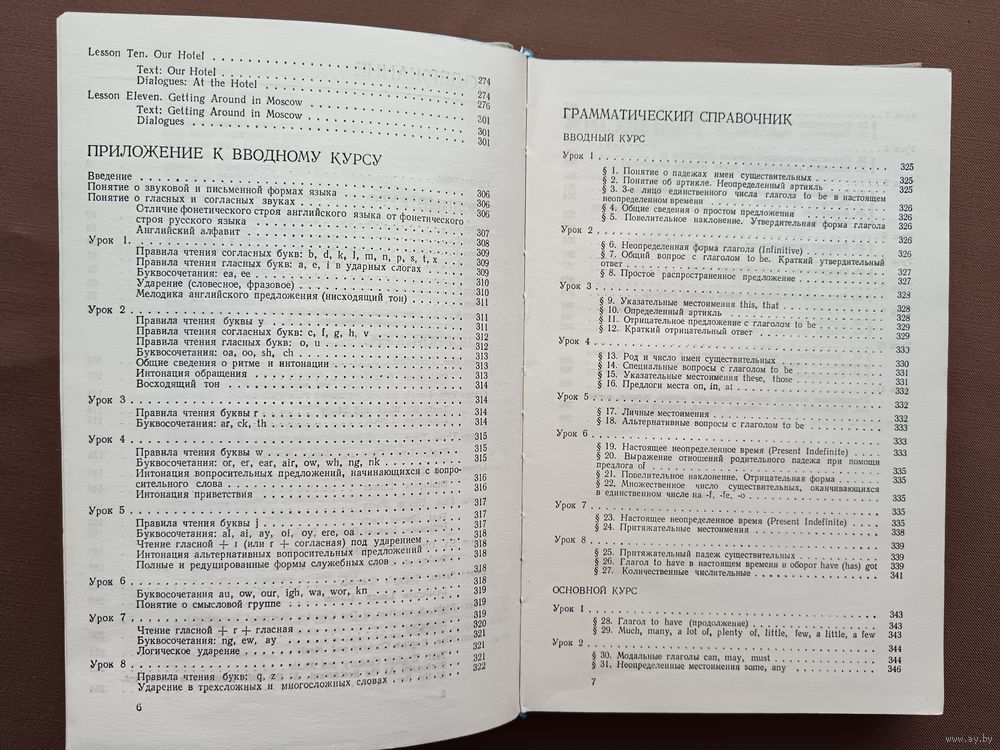 Lesson Ten. Our Hotel . . . 274
Text: Our Hotel . . . 274
Dialogues: At the Hotel . . . 276
Lesson Eleven. Getting Around in Moscow . . . 301
Text: Getting Around in Moscow . . . 301
Dialogues . . . 301
ПРИЛОЖЕНИЕ К ВВОДНОМУ КУРСУ
Введение . . . 306
Понятие о звуковой и письменной формах языка . . . 306
Понятие о гласных и согласных звуках . . . 306
Отличие фонетического строя английского языка от фонетического
строя русского языка . . . 307
Английский алфавит . . . 308
Урок 1. . . . 309
Правила чтения согласных букв: b, d, k, l, m, n, p, s, t, x . . . 309
Правила чтения гласных букв: a, e, i в ударных слогах . . . 309
Буквосочетания: ea, ee . . . 310
Ударение (словесное, фразовое) . . . 310
Мелодика английского предложения (нисходящий тон) . . . 311
Урок 2 . . . 311
Правила чтения буквы y . . . 311
Правила чтения согласных букв: c, f, g, h, v . . . 312
Правила чтения гласных букв: o, u . . . 312
Буквосочетания: oa, oo, sh, ch . . . 313
Общие сведения о ритме и интонации . . . 313
Интонация обращения . . . 313
Восходящий тон . . . 314
Урок 3 . . . 314
Правила чтения буквы r . . . 314
Буквосочетания: ar, ck, th . . . 314
Урок 4 . . . 315
Правила чтения буквы w . . . 315
Буквосочетания: or, er, ear, air, ow, wh, ng, nk . . . 315
Интонация вопросительных предложений, начинающихся с вопро-
сительного слова . . . 316
Интонация приветствия . . . 316
Урок 5 . . . 317
Правила чтения буквы j . . . 317
Буквосочетания: al, ai, ay, oi, oy, ere, oa . . . 317
Чтение гласной + r (или r + согласная) под ударением . . . 318
Интонация альтернативных вопросительных предложений . . . 318
Полные и редуцированные формы служебных слов . . . 318
Урок 6 . . . 318
Буквосочетания au, ow, our, igh, wa, wor, kn . . . 318
Понятие о смысловой группе . . . 319
Урок 7 . . . 319
Чтение гласной + r + гласная . . . 320
Буквосочетания: ng, ew, ay . . . 321
Логическое ударение . . . 321
Урок 8 . . . 321
Правила чтения букв: q, z . . . 322
Ударение в трехсложных и многосложных словах . . .
6
ГРАММАТИЧЕСКИЙ СПРАВОЧНИК
ВВОДНЫЙ КУРС
Урок 1 . . . 325
§ 1. Понятие о падежах имен существительных . . . 325
§ 2. Понятие об артикле. Неопределенный артикль . . . 325
§ 3. 3-е лицо единственного числа глагола to be в настоящем
неопределенном времени . . . 326
§ 4. Общие сведения о простом предложении . . . 326
§ 5. Повелительное наклонение. Утвердительная форма глагола 326
Урок 2 . . . 326
§ 6. Неопределенная форма глагола (Infinitive) . . . 326
§ 7. Общий вопрос с глаголом to be. Краткий утвердительный
ответ . . . 327
§ 8. Простое распространенное предложение . . . 327
Урок 3 . . . 328
§ 9. Указательные местоимения this, that . . . 328
§ 10. Определенный артикль . . . 328
§ 11. Отрицательное предложение с глаголом to be . . . 329
§ 12. Краткий отрицательный ответ . . . 329
Урок 4 . . . 330
§ 13. Род и число имен существительных . . . 330
§ 14. Специальные вопросы с глаголом to be . . . 331
§ 15. Указательные местоимения these, those . . . 331
§ 16. Предлоги места on, in, at . . . 332
Урок 5 . . . 332
§ 17. Личные местоимения . . . 332
§ 18. Альтернативные вопросы с глаголом to be . . . 333
Урок 6 . . . 333
§ 19. Настоящее неопределенное время (Present Indefinite) . . . 333
§ 20. Выражение отношений родительного падежа при помощи
предлога of . . . 335
§ 21. Повелительное наклонение. Отрицательная форма . . . 335
§ 22. Множественное число существительных, оканчивающихся
в единственном числе на -f, -fe, -o . . . 335
Урок 7 . . . 335
§ 23. Настоящее неопределенное время (Present Indefinite) . . . 335
§ 24. Притяжательные местоимения . . . 338
Урок 8 . . . 339
§ 25. Притяжательный падеж существительных . . . 339
§ 26. Глагол to have в настоящем времени и оборот have (has) got 339
§ 27. Количественные числительные . . . 341
ОСНОВНОЙ КУРС
Урок 1 . . . 343
§ 28. Глагол to have (продолжение) . . . 343
§ 29. Much, many, a lot of, plenty of, little, few, a little, a few 343
Урок 2 . . . 344
§ 30. Модальные глаголы can, may, must . . . 344
§ 31. Неопределенные местоимения some, any . . . 346
7
www.ay.by